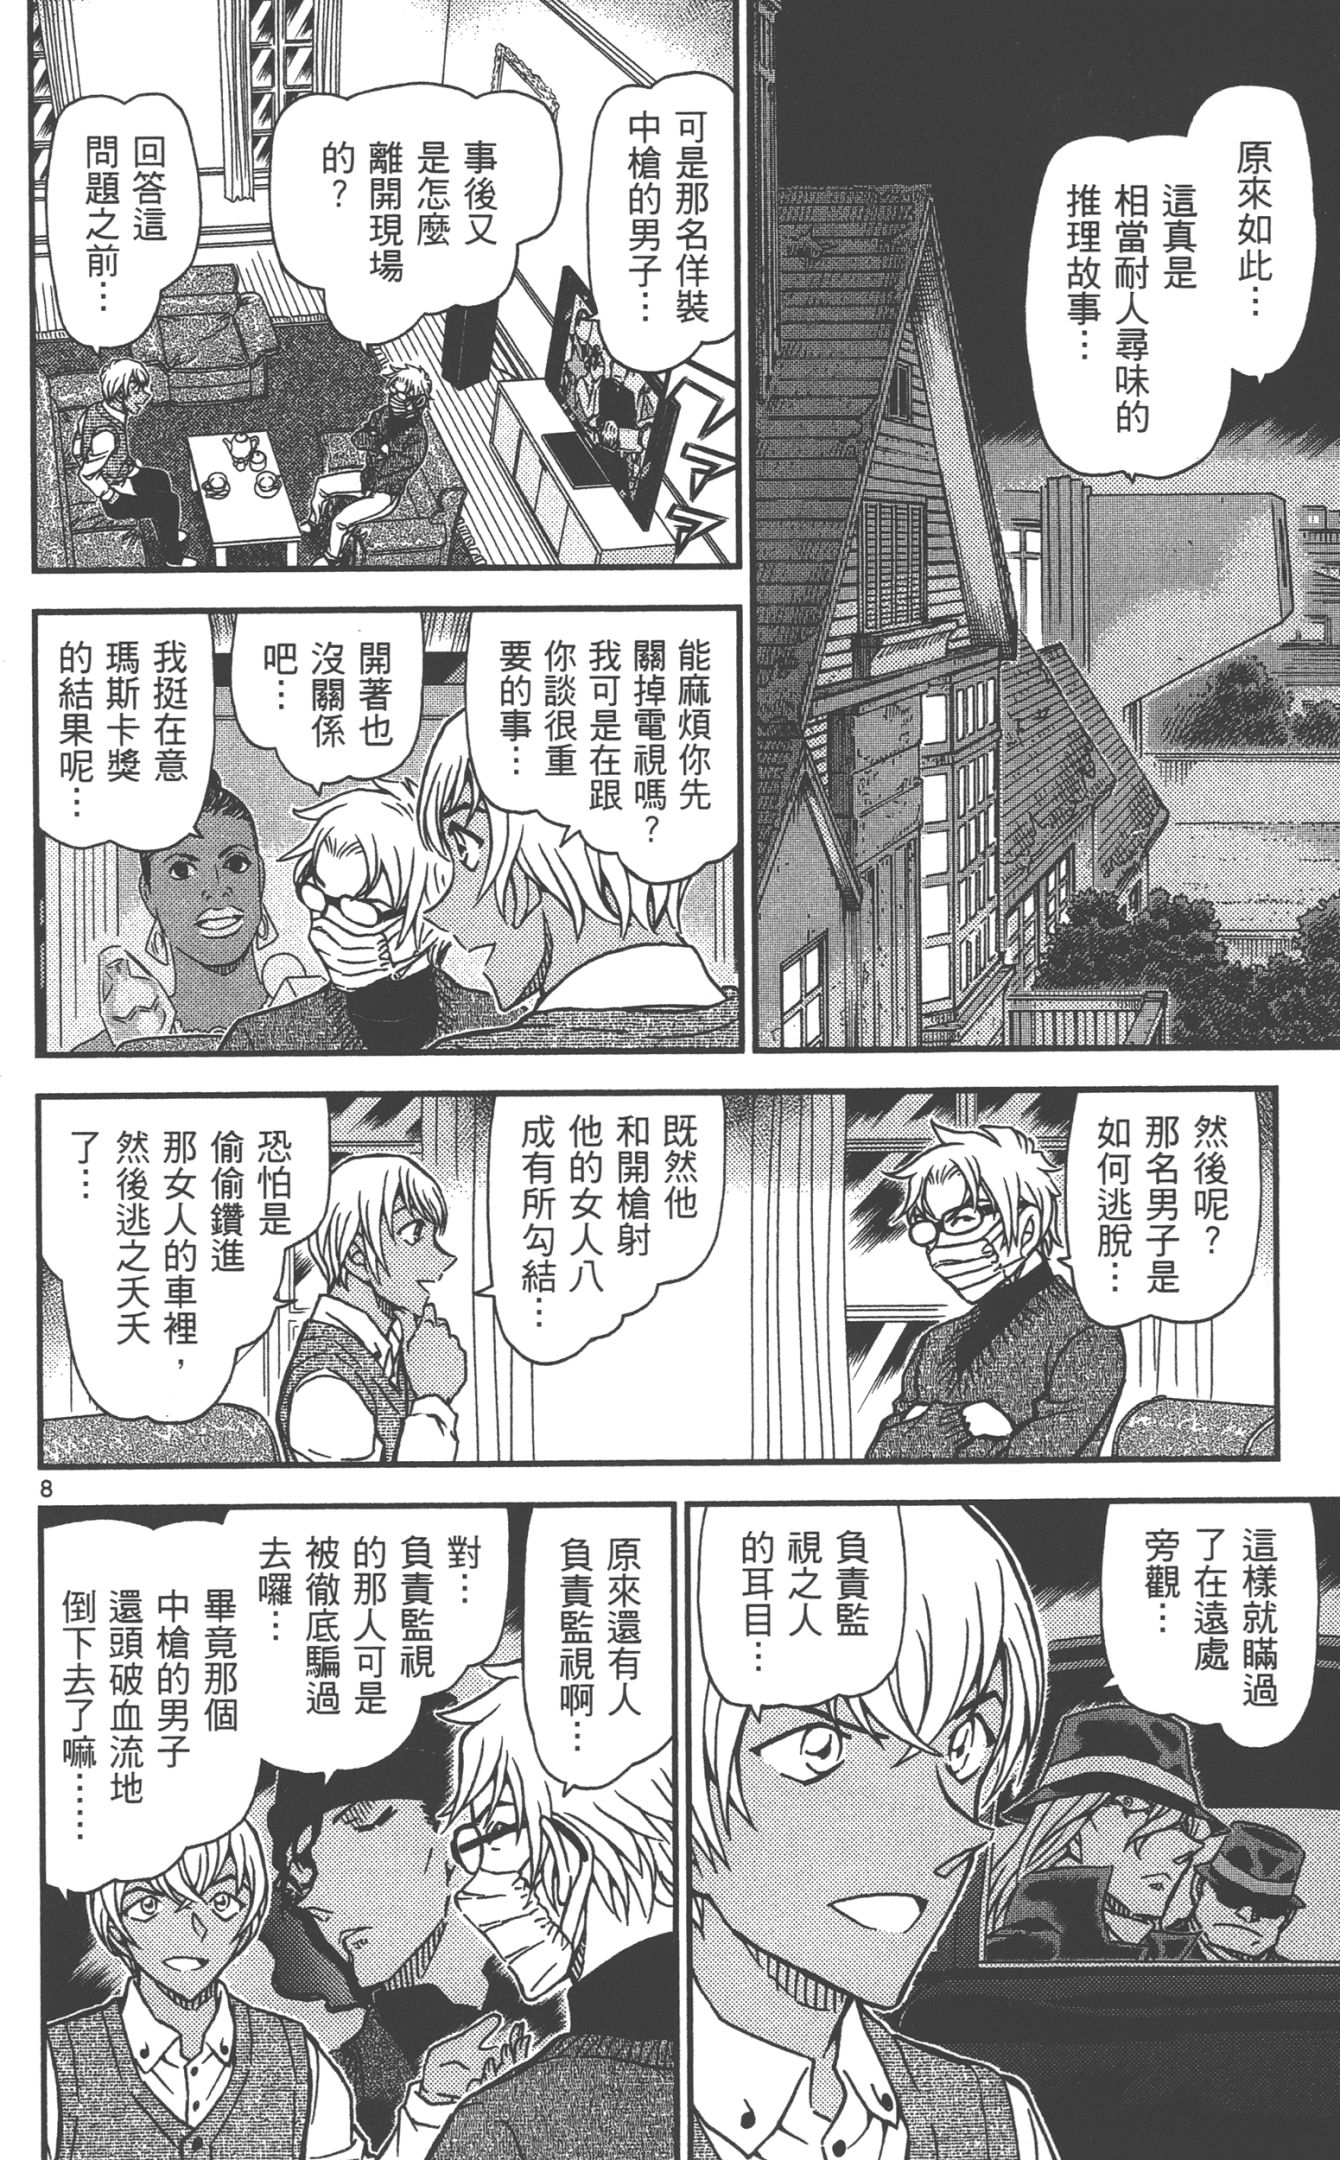 原來如此…
這真是
相當耐人尋味的
推理故事…
可是那名佯裝
中槍的男子…
事後又
是怎麼
離開現場
的？
回答這
問題之前…
能麻煩你先
關掉電視嗎？
我可是在跟
你談很重
要的事…
開著也
沒關係
吧…
我挺在意
瑪斯卡獎
的結果呢…
然後呢？
那名男子是
如何逃脫…
既然他
和開槍射
他的女人八
成有所勾結…
恐怕是
偷偷鑽進
那女人的車裡，
然後逃之夭夭
了…
8
這樣就瞞過
了在遠處
旁觀…
負責監
視之人
的耳目…
原來還有人
負責監視啊…
對…
負責監視
的那人可是
被徹底騙過
去囉…
畢竟那個
中槍的男子
還頭破血流地
倒下去了嘛……